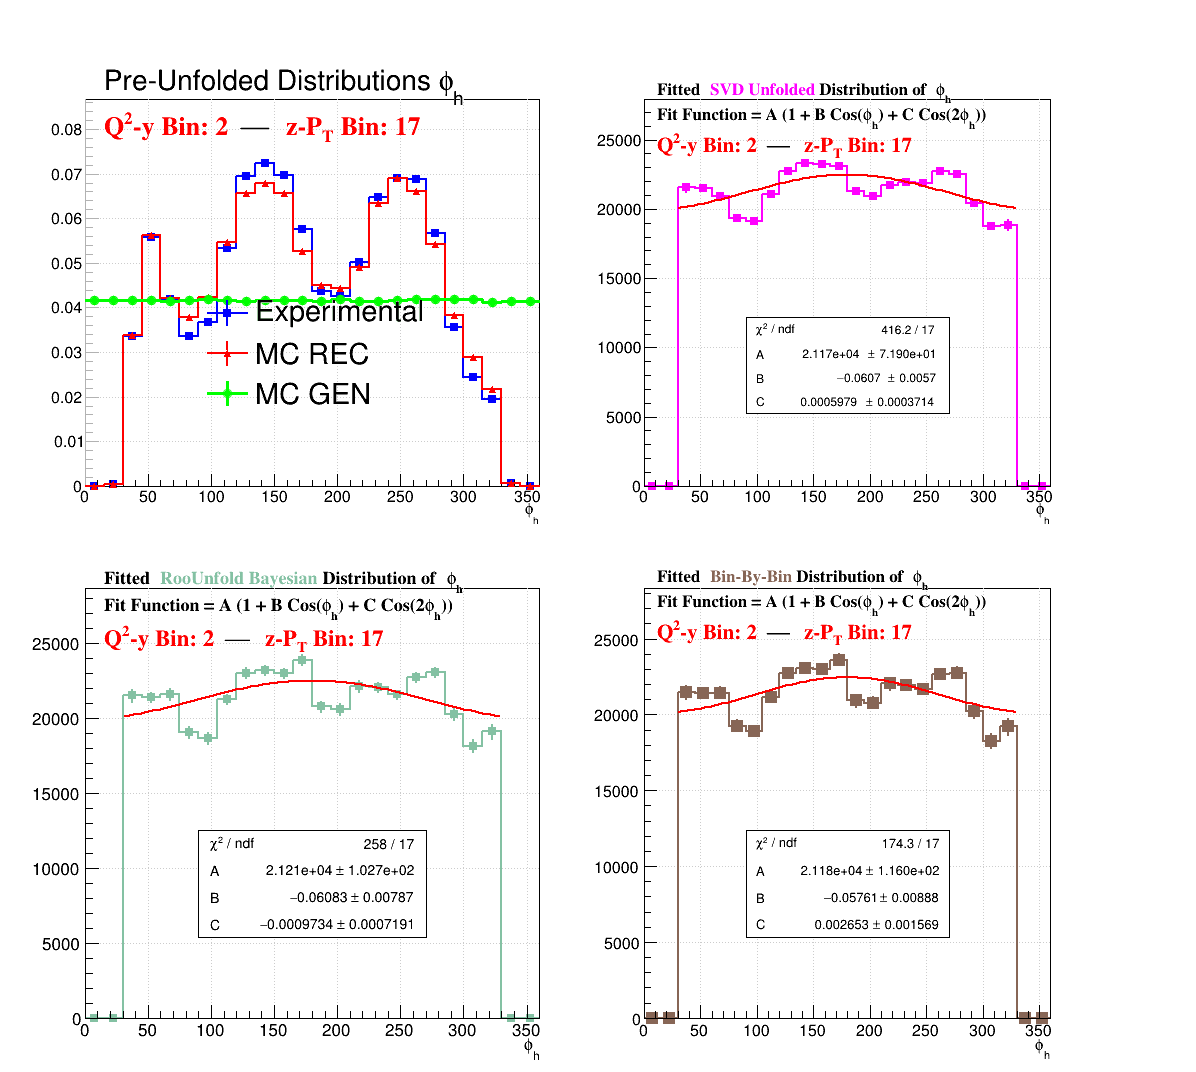 Pre-Unfolded Distributions ϕh
Q²-y Bin: 2 — z-PT Bin: 17
0.08
0.07
0.06
0.05
0.04
0.03
0.02
0.01
0
Experimental
MC REC
MC GEN
0 50 100 150 200 250 300 350
ϕh
Fitted SVD Unfolded Distribution of ϕh
Fit Function = A (1 + B Cos(ϕh) + C Cos(2ϕh))
Q²-y Bin: 2 — z-PT Bin: 17
25000
20000
15000
10000
5000
0
χ² / ndf 416.2 / 17
A 2.117e+04 ± 7.190e+01
B −0.0607 ± 0.0057
C 0.0005979 ± 0.0003714
0 50 100 150 200 250 300 350
ϕh
Fitted RooUnfold Bayesian Distribution of ϕh
Fit Function = A (1 + B Cos(ϕh) + C Cos(2ϕh))
Q²-y Bin: 2 — z-PT Bin: 17
25000
20000
15000
10000
5000
0
χ² / ndf 258 / 17
A 2.121e+04 ± 1.027e+02
B −0.06083 ± 0.00787
C −0.0009734 ± 0.0007191
0 50 100 150 200 250 300 350
ϕh
Fitted Bin-By-Bin Distribution of ϕh
Fit Function = A (1 + B Cos(ϕh) + C Cos(2ϕh))
Q²-y Bin: 2 — z-PT Bin: 17
25000
20000
15000
10000
5000
0
χ² / ndf 174.3 / 17
A 2.118e+04 ± 1.160e+02
B −0.05761 ± 0.00888
C 0.002653 ± 0.001569
0 50 100 150 200 250 300 350
ϕh